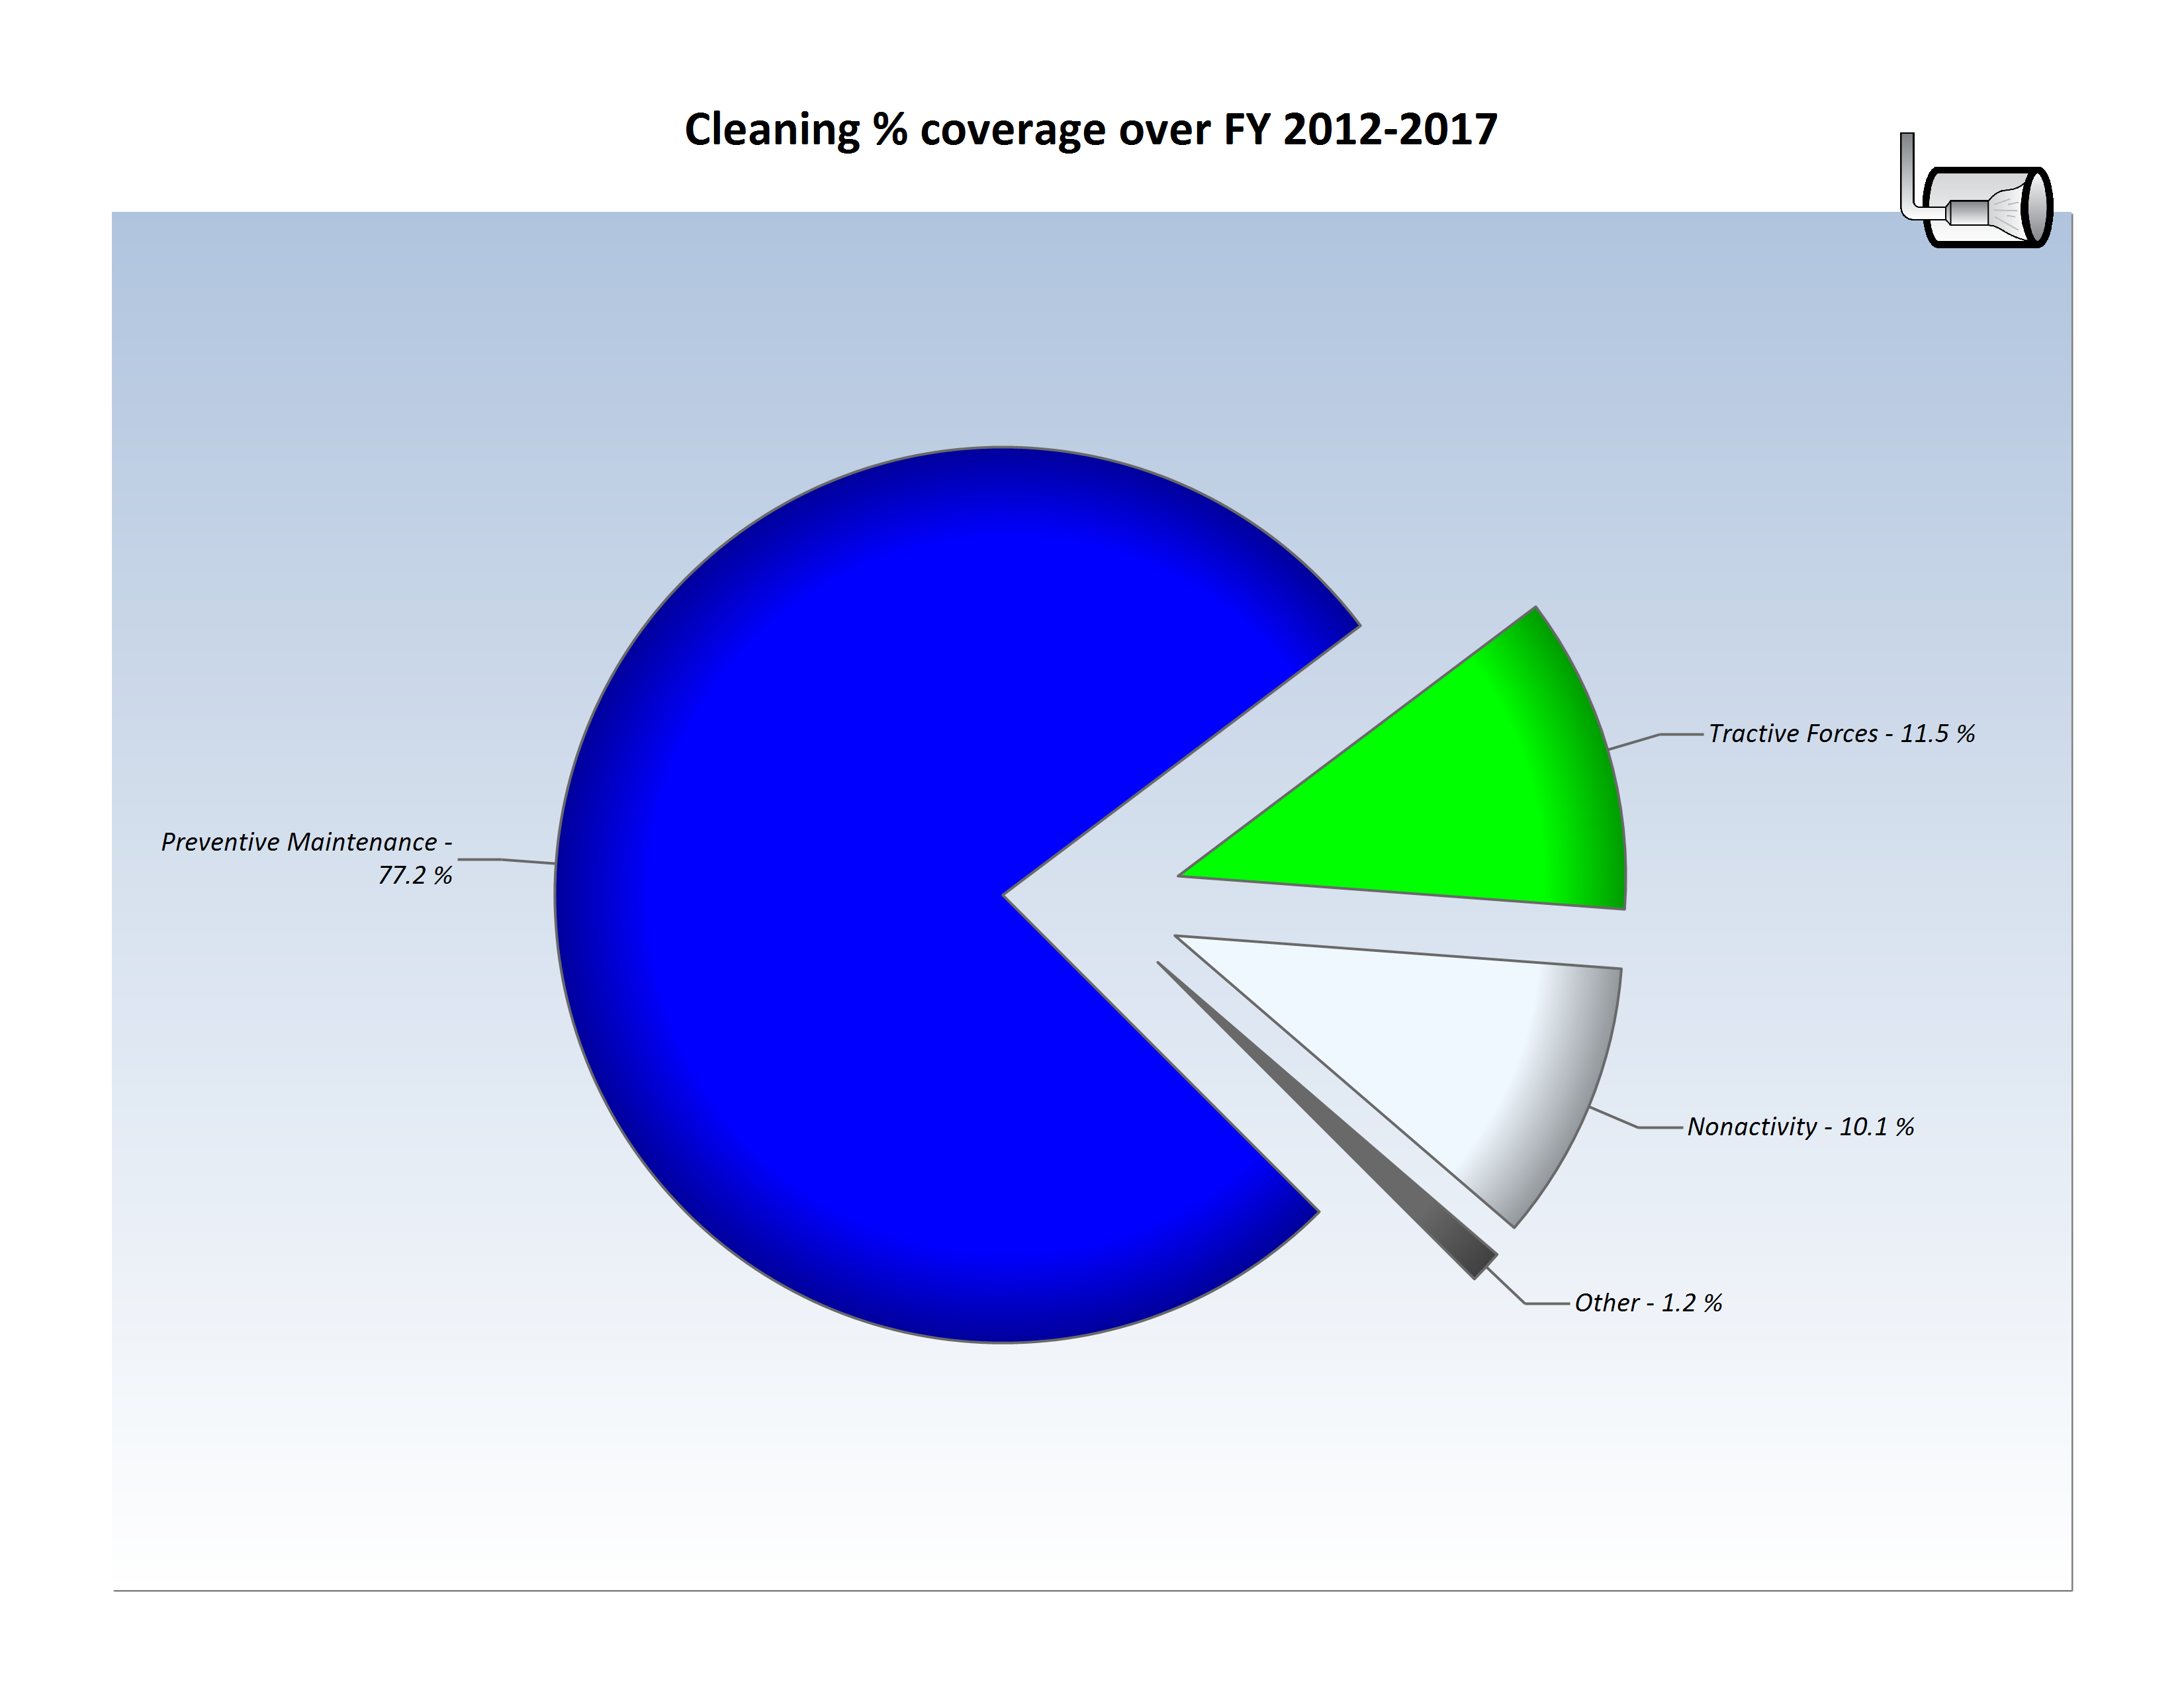 Cleaning % coverage over FY 2012-2017
Tractive Forces - 11.5 %
Preventive Maintenance -
77.2 %
Nonactivity - 10.1 %
Other - 1.2 %